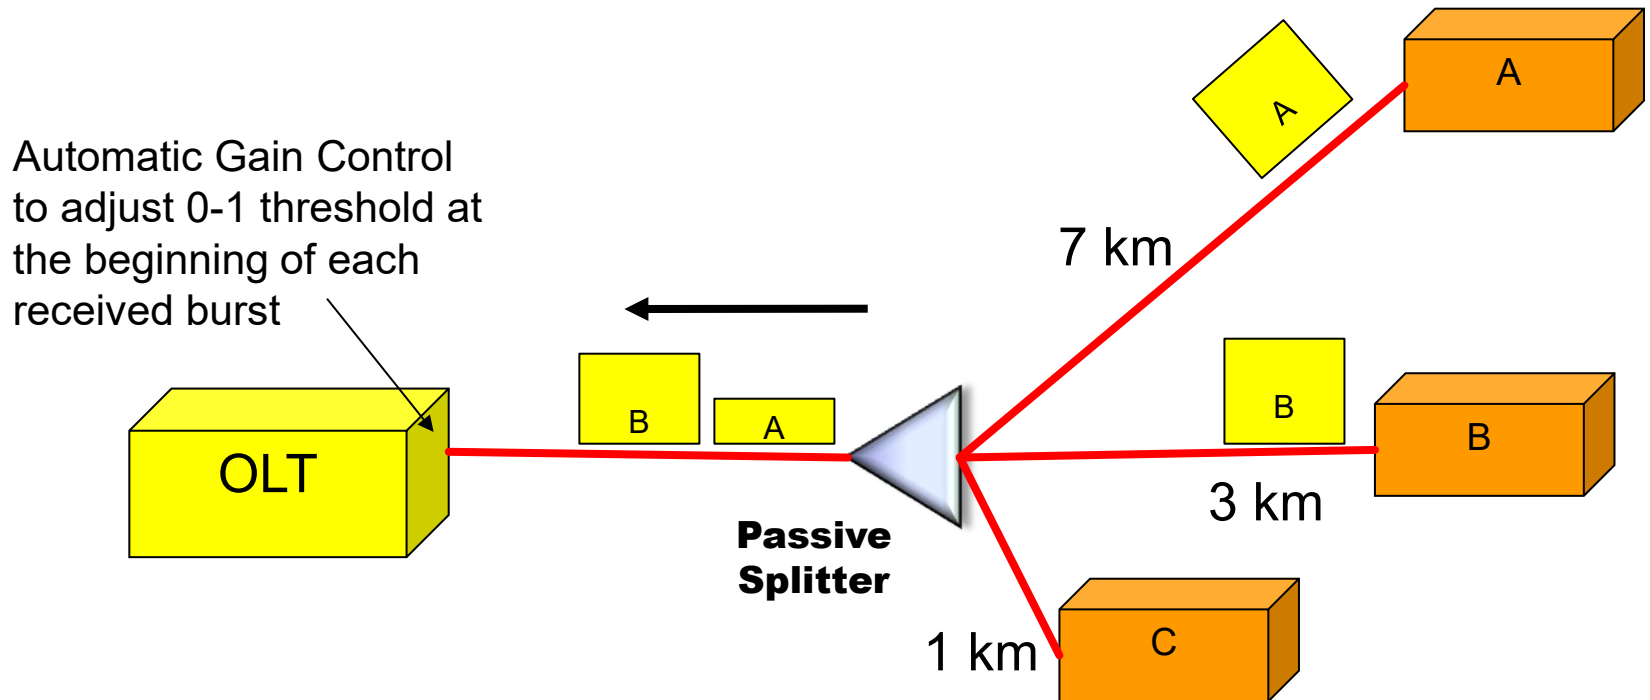 Automatic Gain Control
to adjust 0-1 threshold at
the beginning of each
received burst
A
A
7 km
B
A
B
B
OLT
3 km
Passive
Splitter
1 km
C